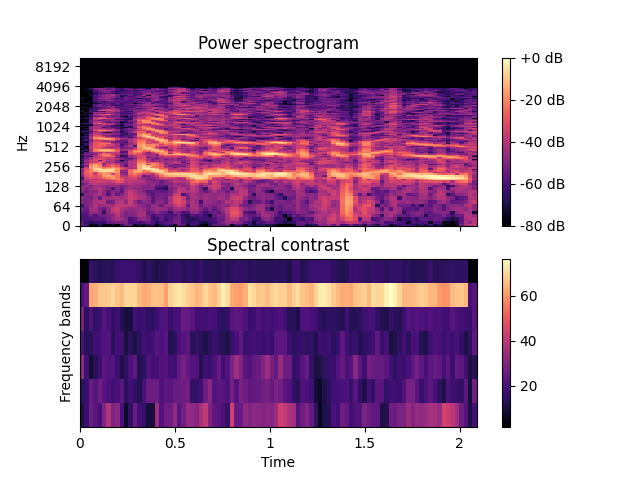 Power spectrogram
Hz
8192
4096
2048
1024
512
256
128
64
0
+0 dB
-20 dB
-40 dB
-60 dB
-80 dB
Spectral contrast
Frequency bands
60
40
20
0
0.5
1
1.5
2
Time